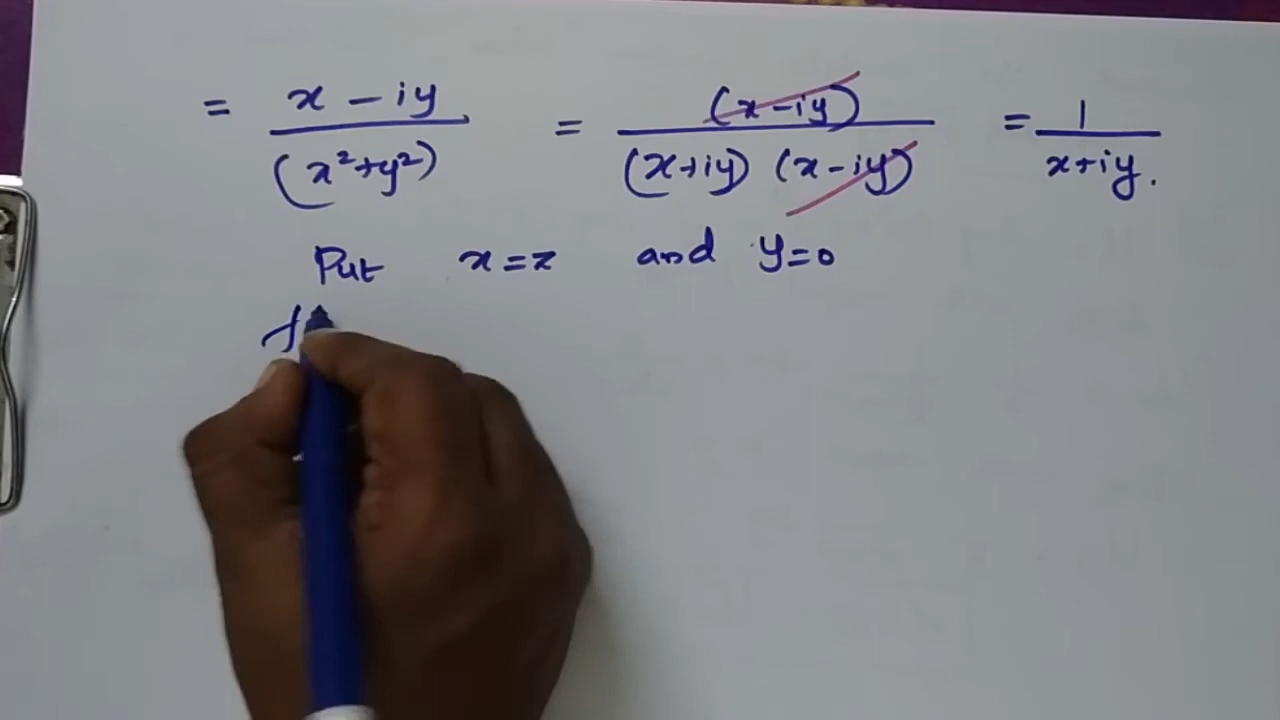 = x - iy / (x²+y²) = (x-iy) / (x+iy) (x-iy) = 1 / x+iy.
Put x=z and y=0
f